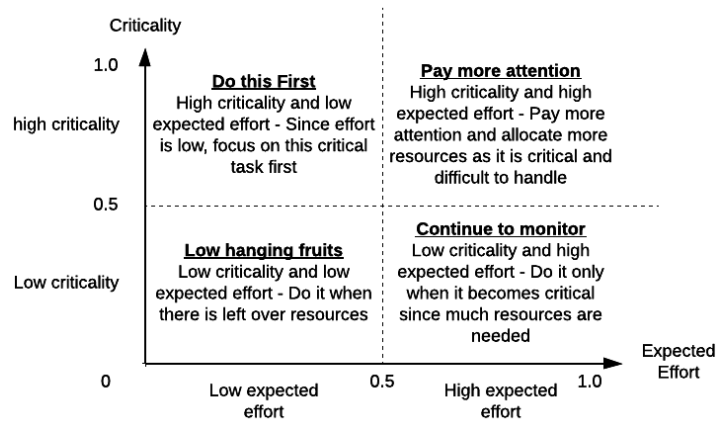 Criticality
1.0
high criticality
0.5
Low criticality
0
Do this First
High criticality and low
expected effort - Since effort
is low, focus on this critical
task first
Pay more attention
High criticality and high
expected effort - Pay more
attention and allocate more
resources as it is critical and
difficult to handle
Low hanging fruits
Low criticality and low
expected effort - Do it when
there is left over resources
Continue to monitor
Low criticality and high
expected effort - Do it only
when it becomes critical
since much resources are
needed
Low expected
effort
0.5
High expected
effort
1.0
Expected
Effort